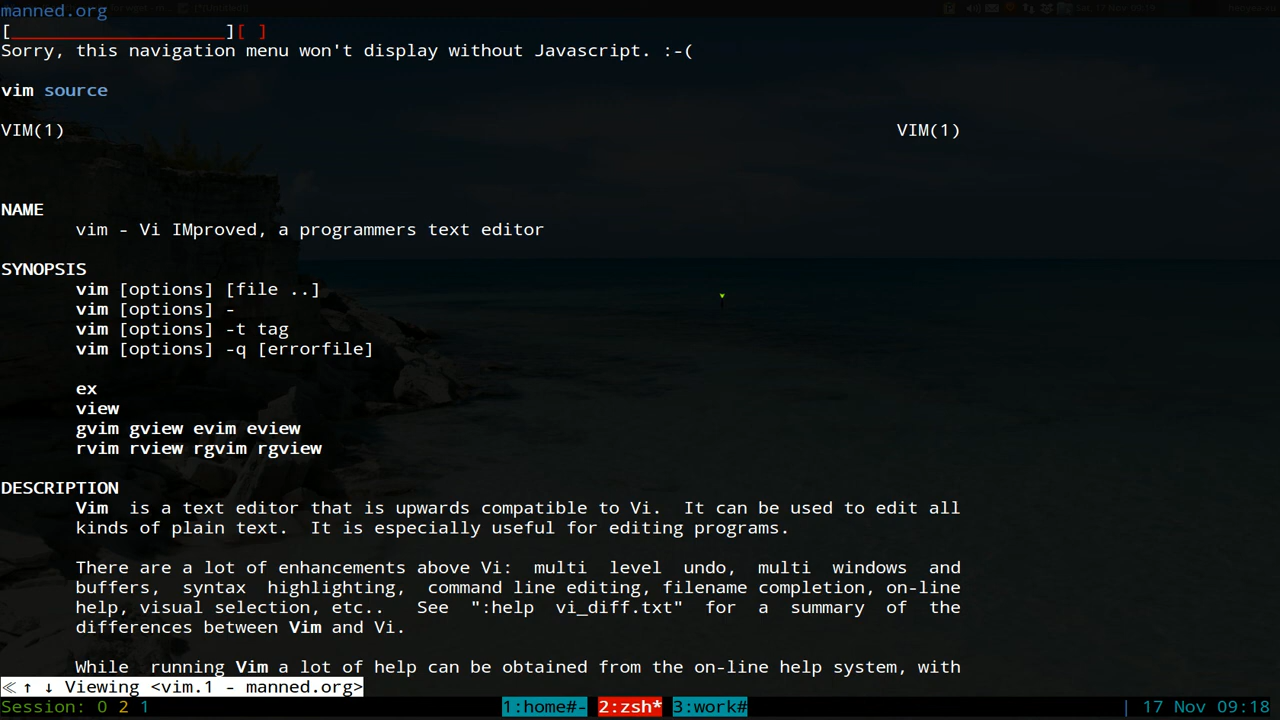 manned.org
[____________________][ ]
Sorry, this navigation menu won't display without Javascript. :-(
vim source
VIM(1) VIM(1)
NAME
vim - Vi IMproved, a programmers text editor
SYNOPSIS
vim [options] [file ..]
vim [options] -
vim [options] -t tag
vim [options] -q [errorfile]
ex
view
gvim gview evim eview
rvim rview rgvim rgview
DESCRIPTION
Vim is a text editor that is upwards compatible to Vi. It can be used to edit all
kinds of plain text. It is especially useful for editing programs.
There are a lot of enhancements above Vi: multi level undo, multi windows and
buffers, syntax highlighting, command line editing, filename completion, on-line
help, visual selection, etc.. See ":help vi_diff.txt" for a summary of the
differences between Vim and Vi.
While running Vim a lot of help can be obtained from the on-line help system, with
≪ ↑ ↓ Viewing <vim.1 - manned.org>
Session: 0 2 1 1:home#- 2:zsh* 3:work# | 17 Nov 09:18